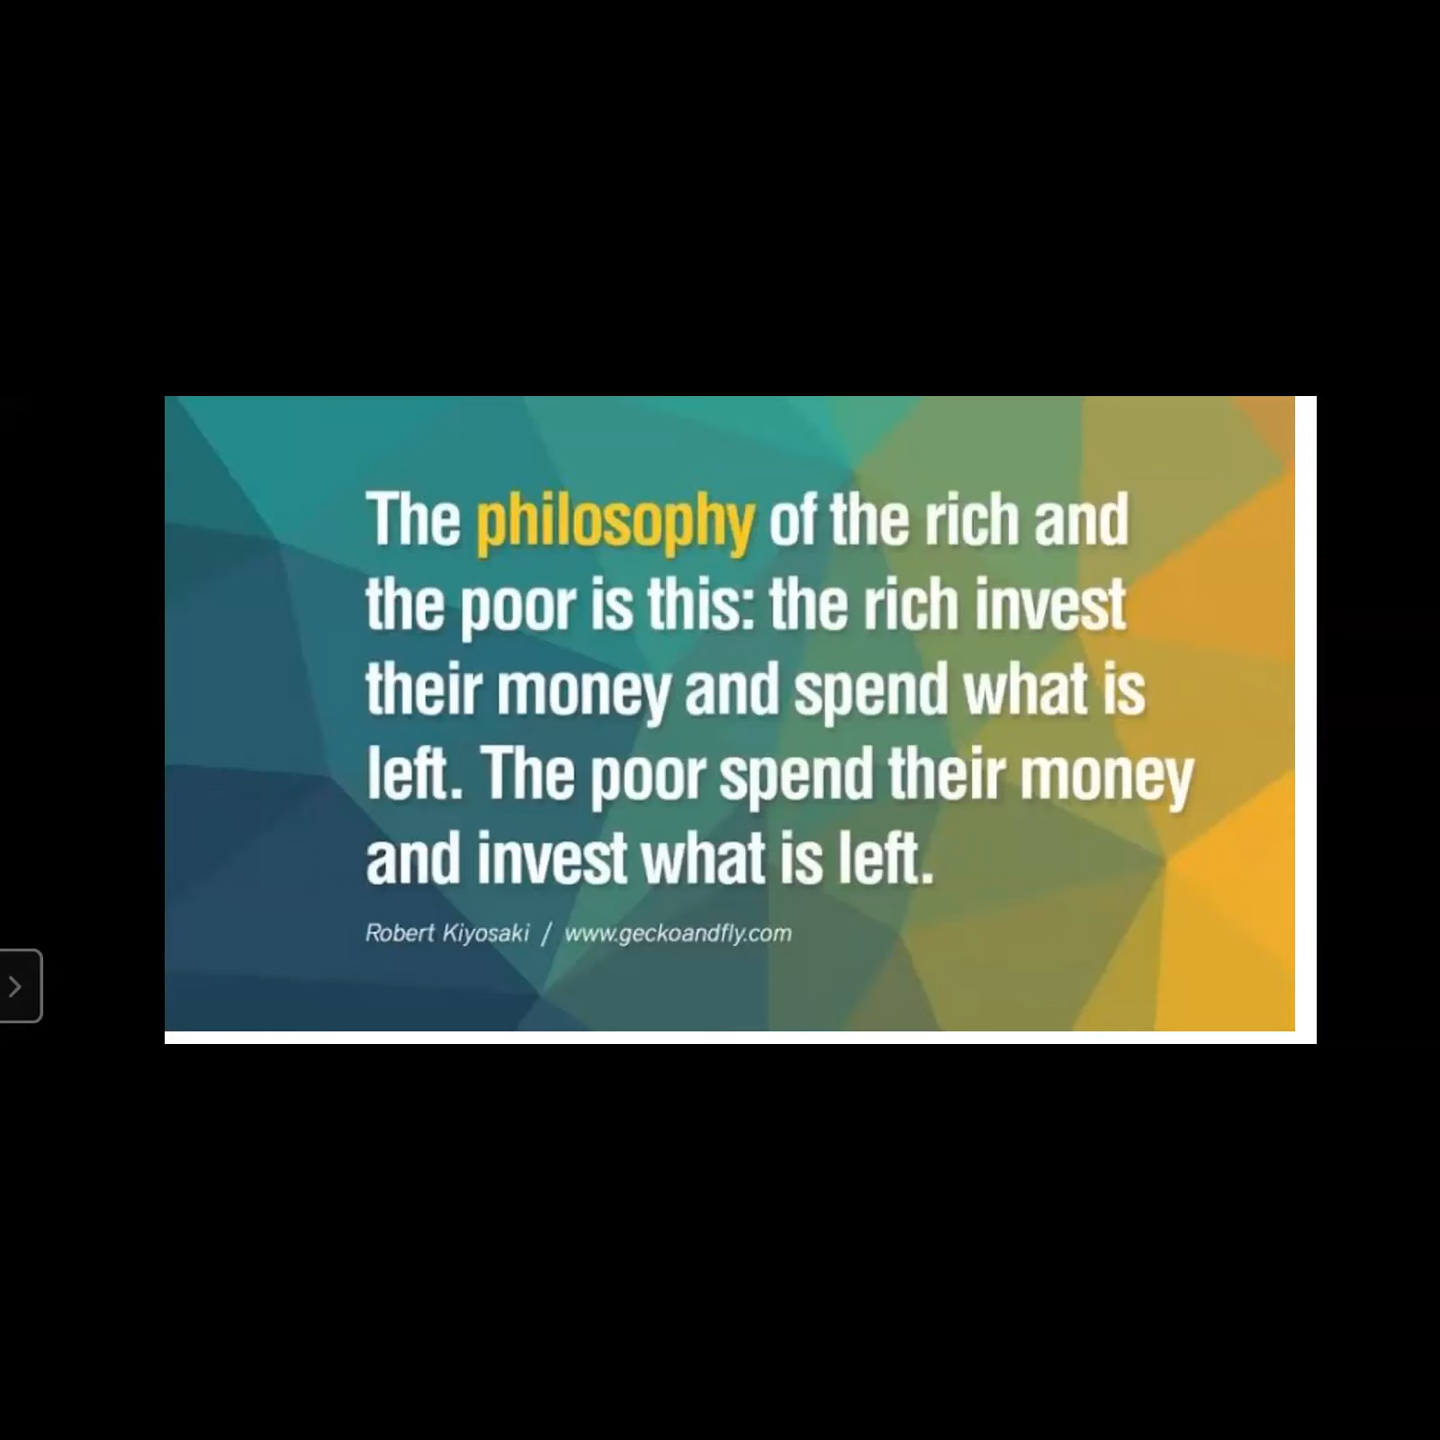 The philosophy of the rich and
the poor is this: the rich invest
their money and spend what is
left. The poor spend their money
and invest what is left.
Robert Kiyosaki / www.geckoandfly.com